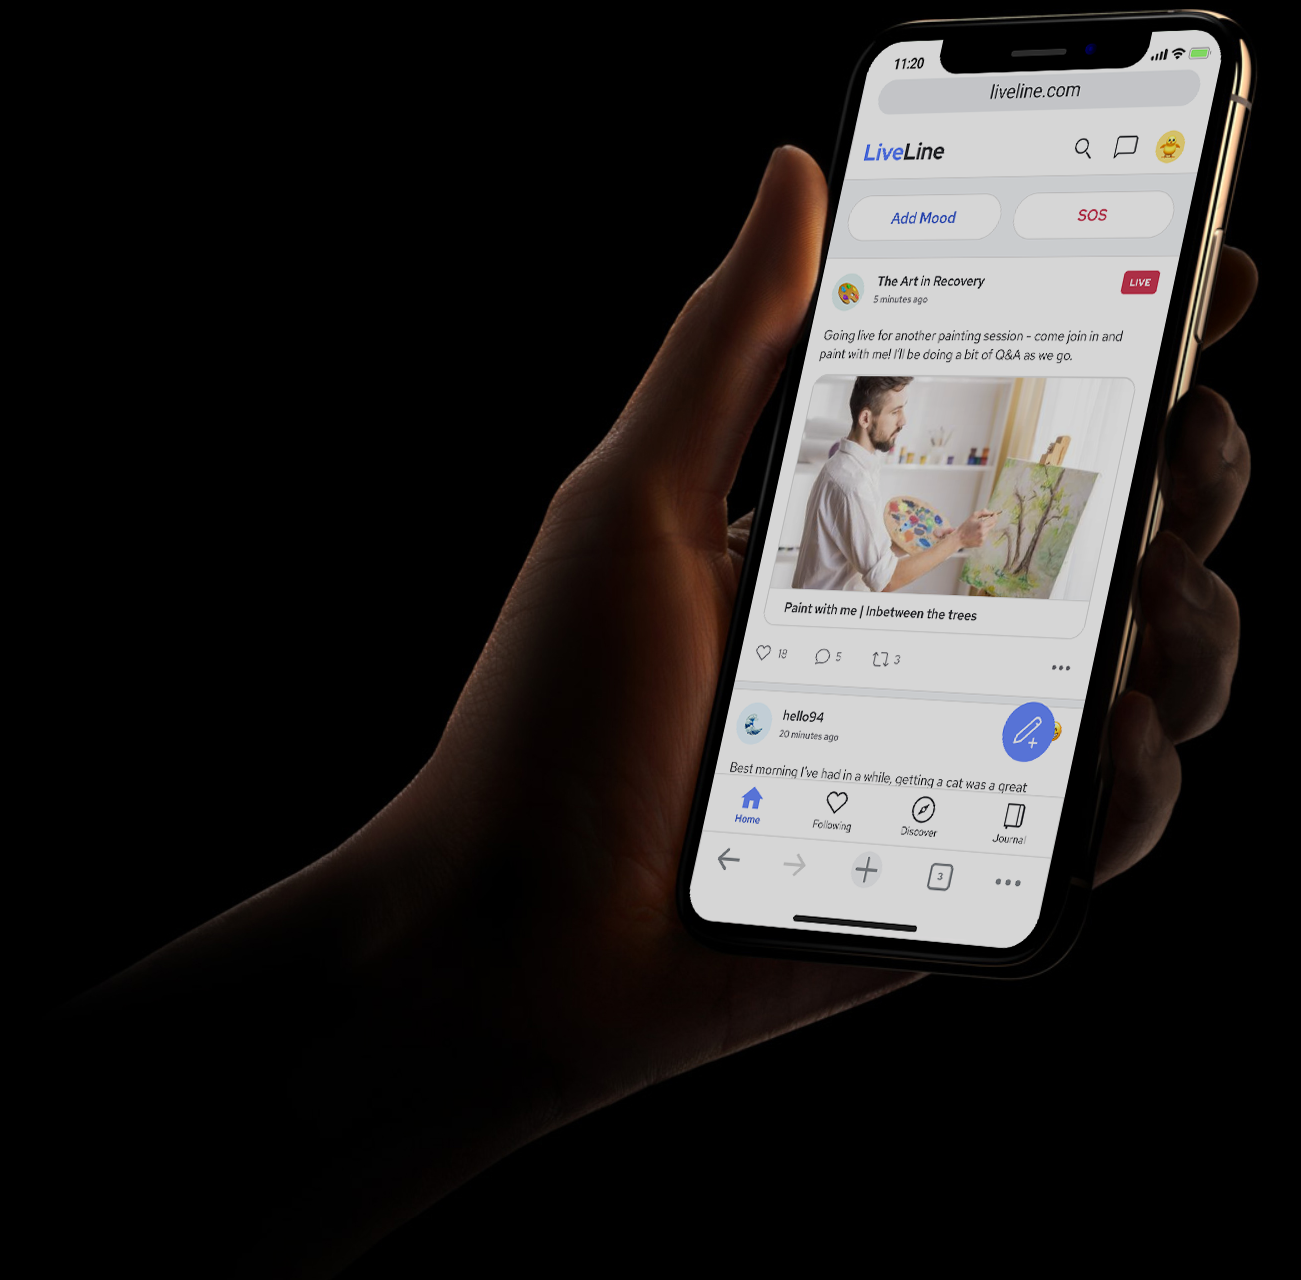 11:20
liveline.com
LiveLine
Add Mood
SOS
The Art in Recovery
5 minutes ago
LIVE
Going live for another painting session - come join in and
paint with me! I'll be doing a bit of Q&A as we go.
Paint with me | Inbetween the trees
19
5
3
hello94
20 minutes ago
Best morning I've had in a while, getting a cat was a great
Home
Following
Discover
Journal
3